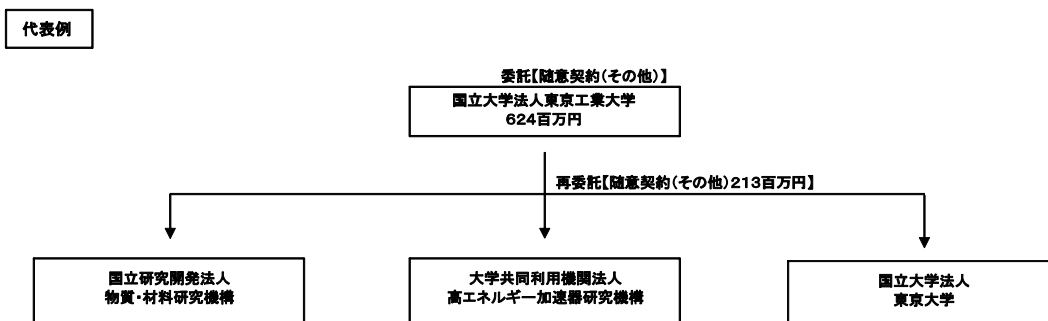 代表例
委託【随意契約(その他)】
国立大学法人東京工業大学
624百万円
再委託【随意契約(その他)213百万円】
国立研究開発法人
物質・材料研究機構
大学共同利用機関法人
高エネルギー加速器研究機構
国立大学法人
東京大学